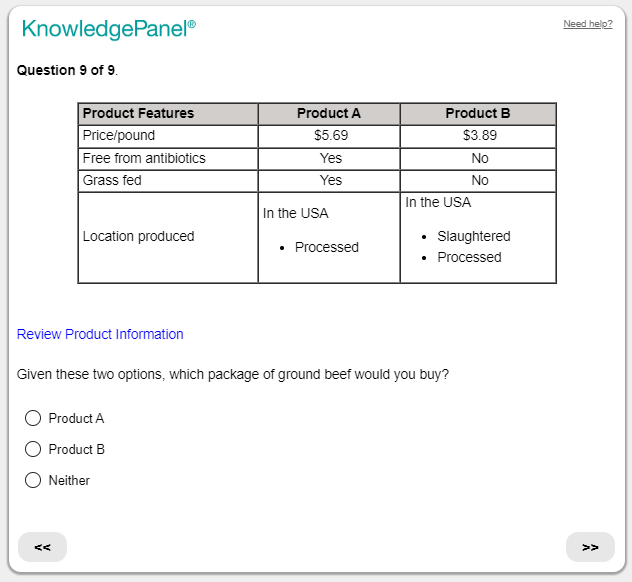 KnowledgePanel®
Need help?
Question 9 of 9.
Product Features Product A Product B
Price/pound $5.69 $3.89
Free from antibiotics Yes No
Grass fed Yes No
Location produced
In the USA
• Processed
In the USA
• Slaughtered
• Processed
Review Product Information
Given these two options, which package of ground beef would you buy?
Product A
Product B
Neither
<<
>>